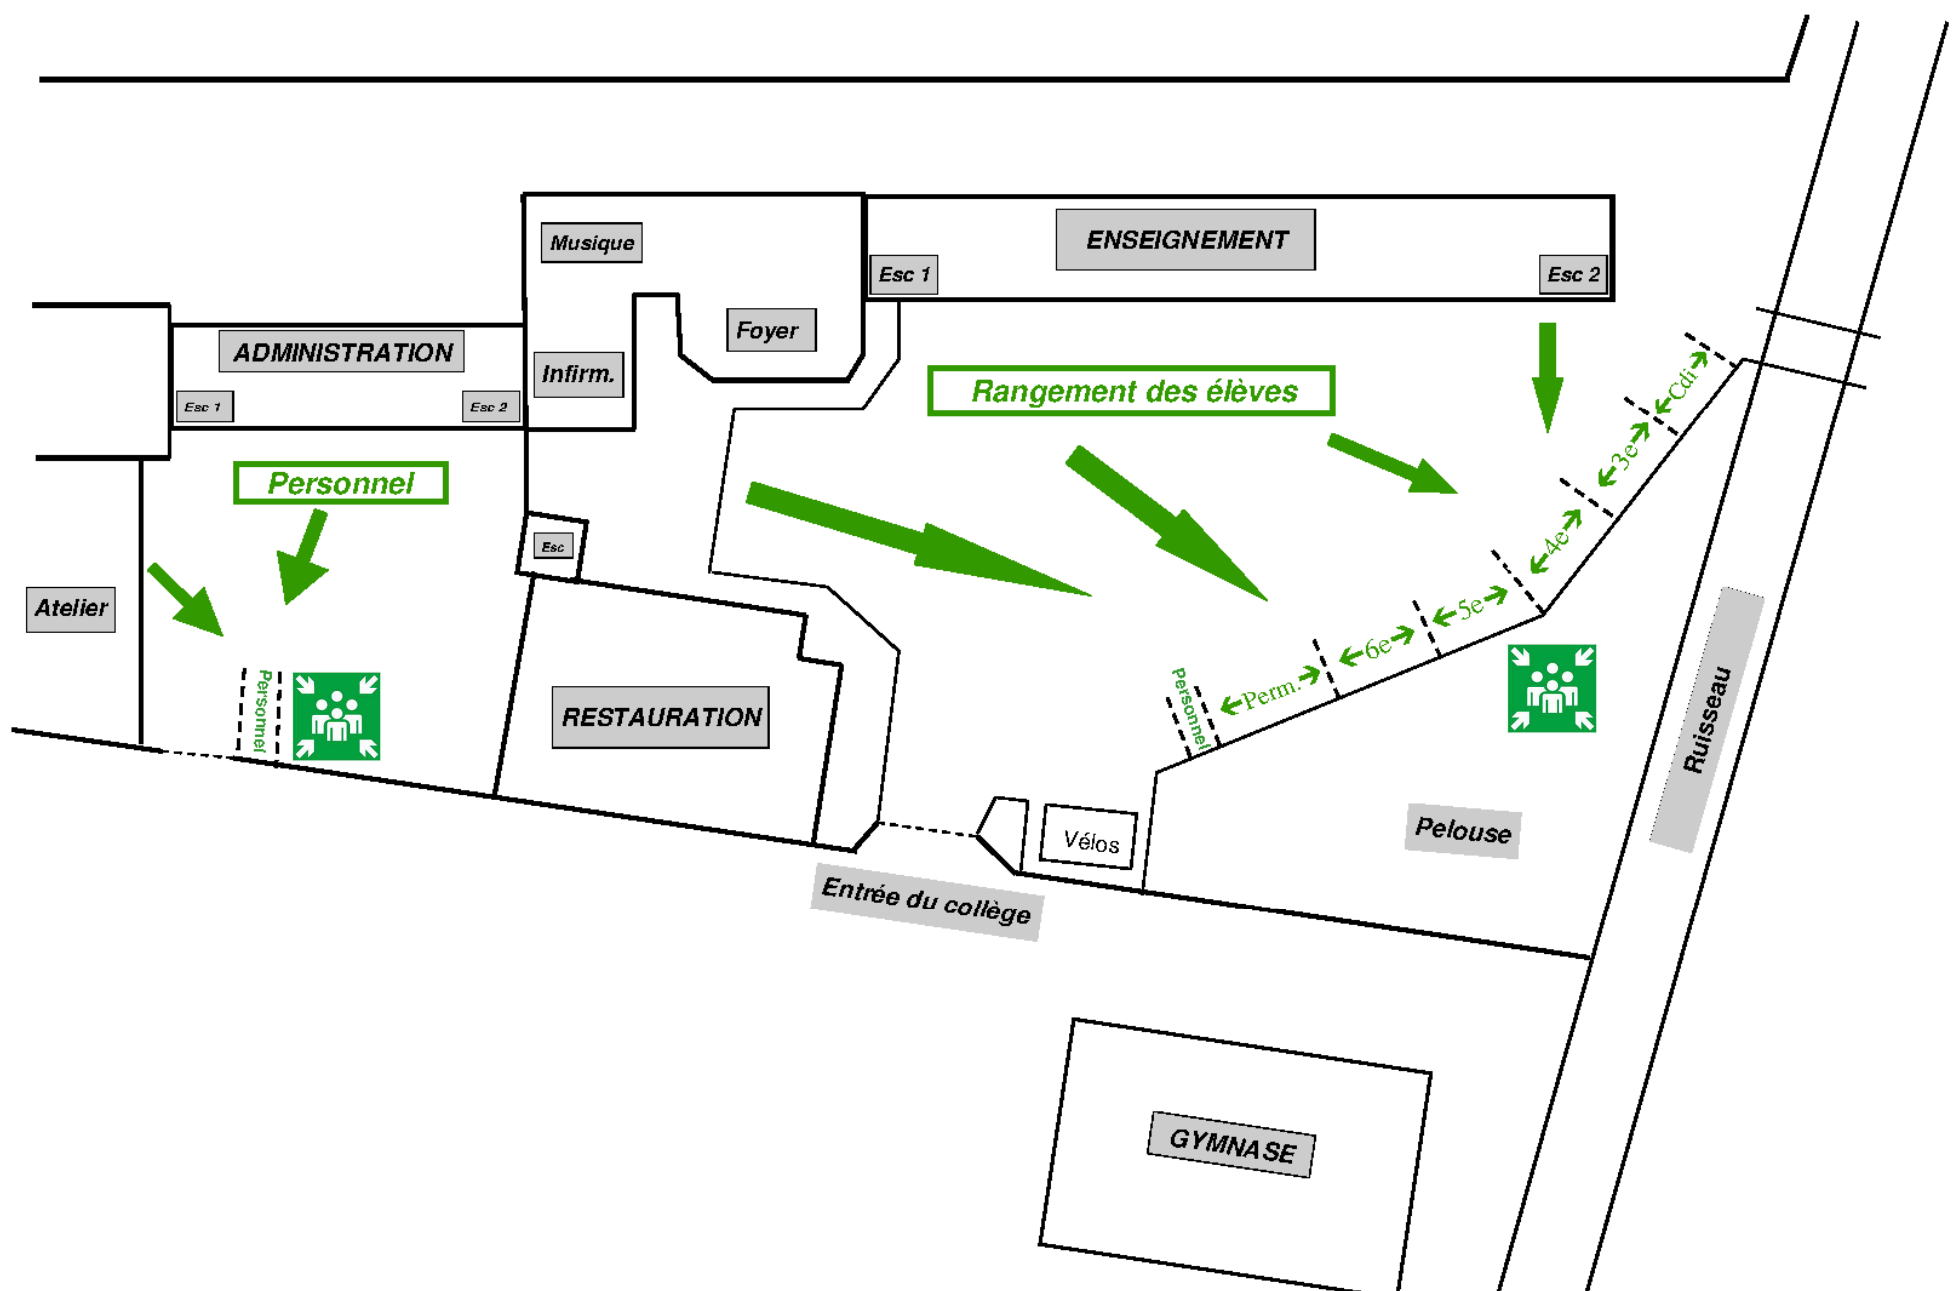 Musique
ENSEIGNEMENT
Esc 1
Esc 2
Foyer
ADMINISTRATION
Infirm.
Esc 1
Esc 2
Rangement des élèves
Cdi
3e
Personnel
4e
Esc
Atelier
5e
6e
Perm.
Personnel
Personnel
RESTAURATION
Ruisseau
Vélos
Pelouse
Entrée du collège
GYMNASE